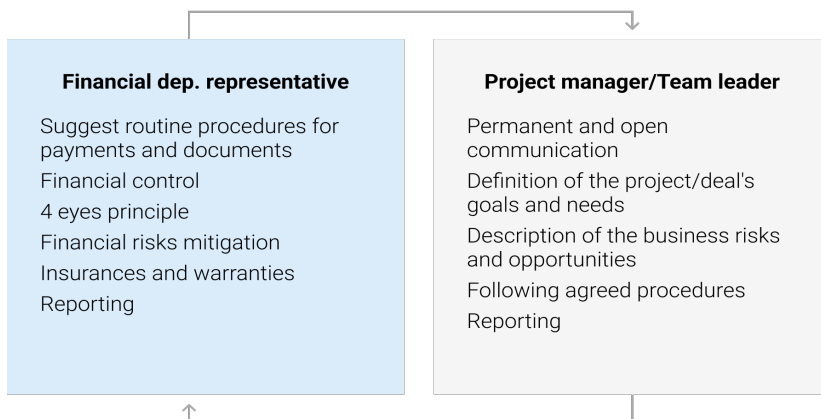 Financial dep. representative
Suggest routine procedures for
payments and documents
Financial control
4 eyes principle
Financial risks mitigation
Insurances and warranties
Reporting
Project manager/Team leader
Permanent and open
communication
Definition of the project/deal's
goals and needs
Description of the business risks
and opportunities
Following agreed procedures
Reporting